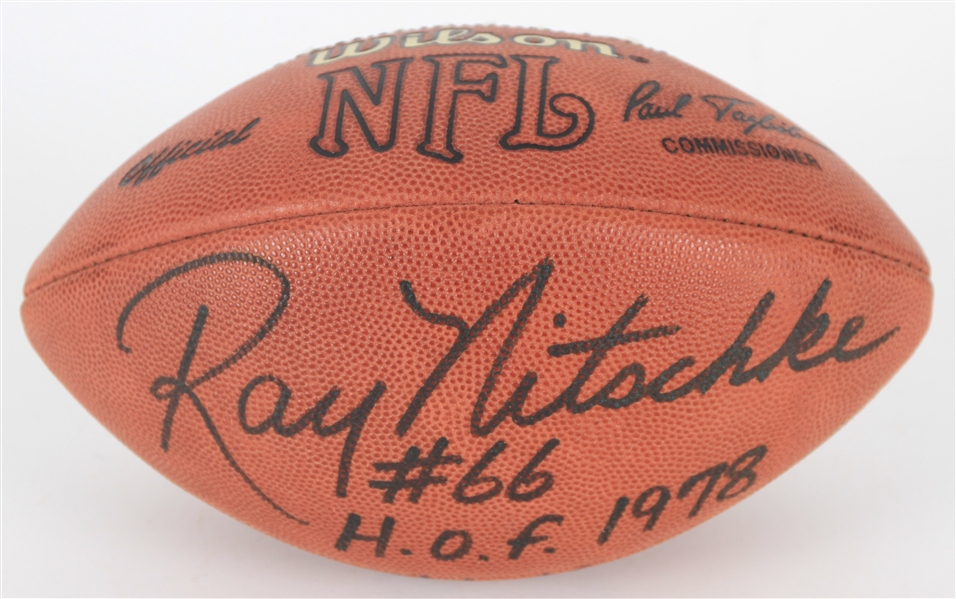 Wilson
NFL
Official
Paul Tagliabue
COMMISSIONER
Ray Nitschke
#66
H.O.F. 1978